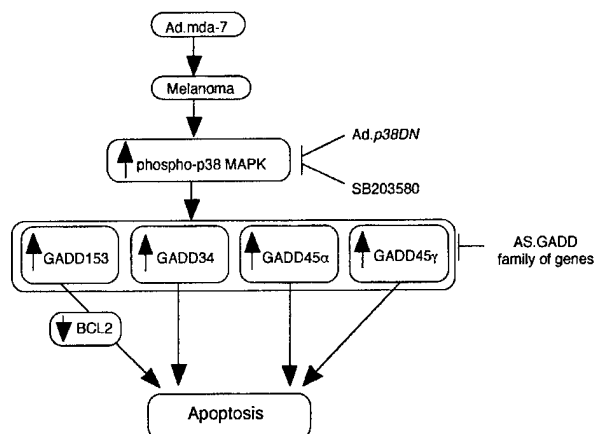 Ad.mda-7
Melanoma
phospho-p38 MAPK
Ad.p38DN
SB203580
GADD153
GADD34
GADD45α
GADD45γ
AS.GADD
family of genes
BCL2
Apoptosis